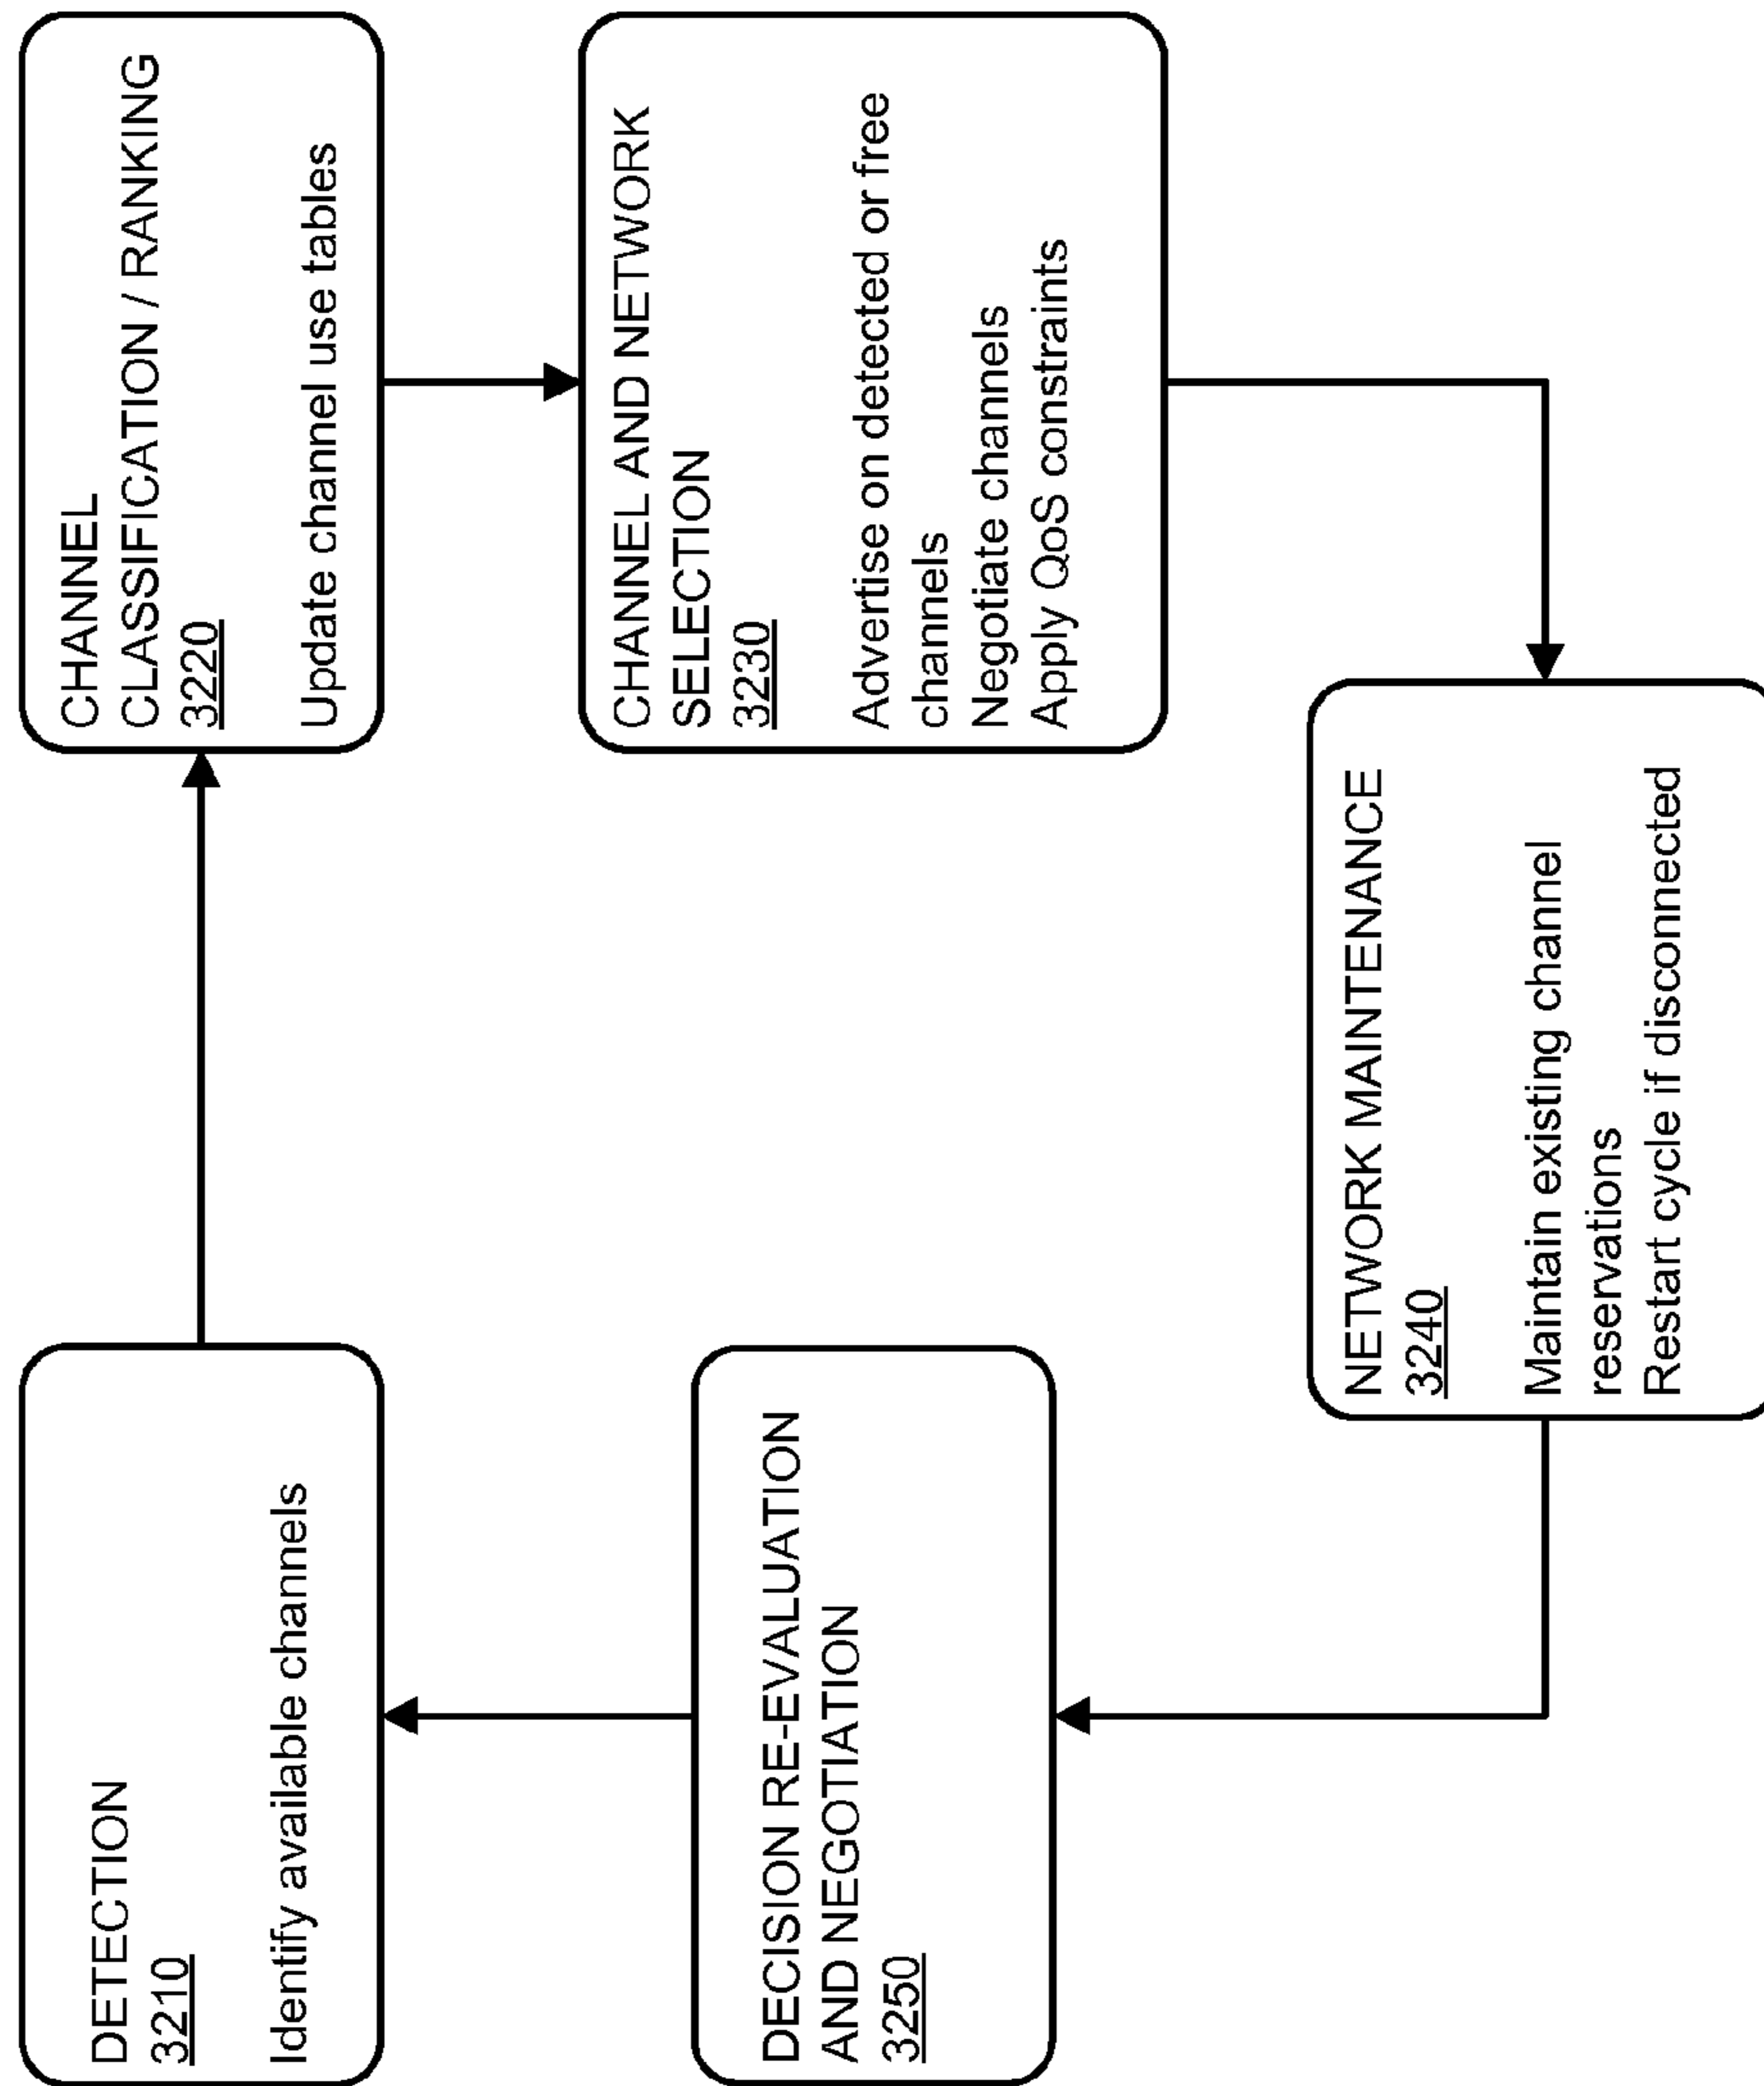 DETECTION
3210
Identify available channels
CHANNEL
CLASSIFICATION / RANKING
3220
Update channel use tables
CHANNEL AND NETWORK
SELECTION
3230
Advertise on detected or free
channels
Negotiate channels
Apply QoS constraints
NETWORK MAINTENANCE
3240
Maintain existing channel
reservations
Restart cycle if disconnected
DECISION RE-EVALUATION
AND NEGOTIATION
3250